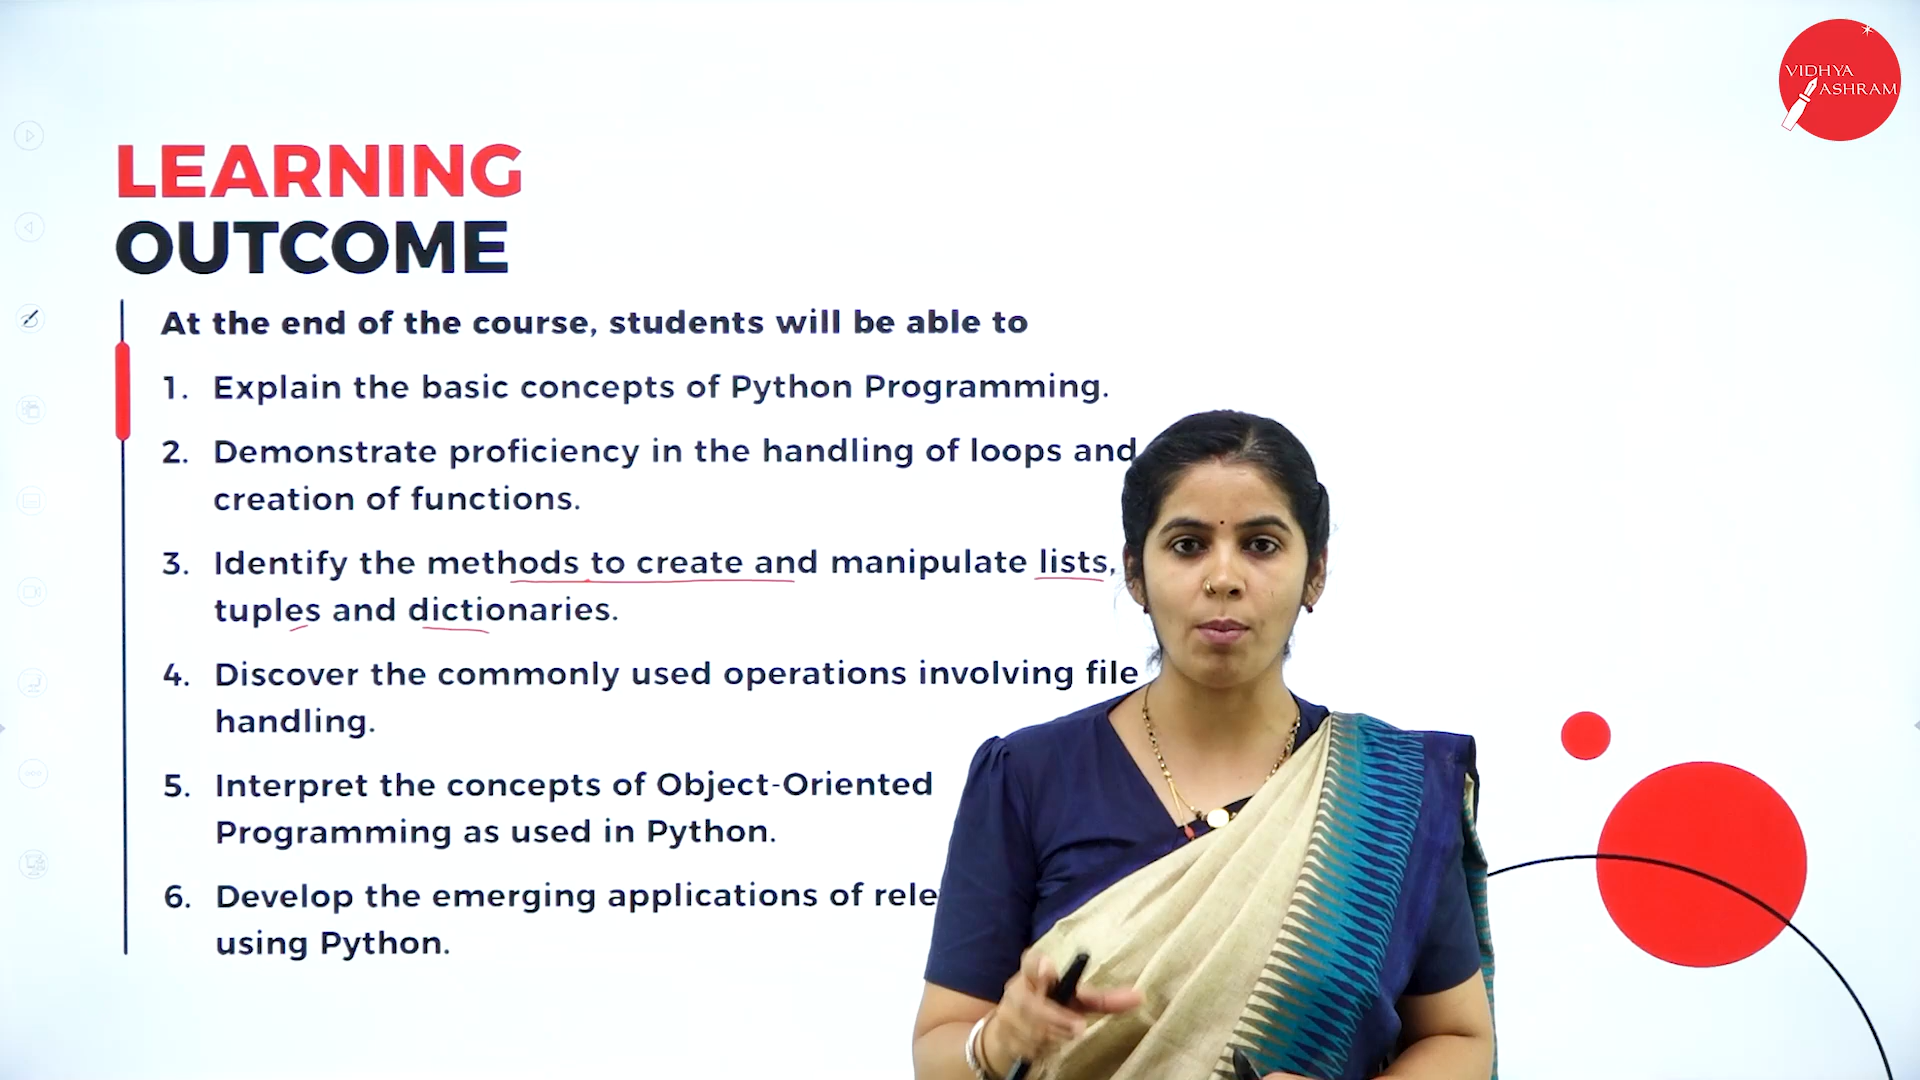 VIDHYA
ASHRAM
LEARNING
OUTCOME
At the end of the course, students will be able to
1. Explain the basic concepts of Python Programming.
2. Demonstrate proficiency in the handling of loops and
creation of functions.
3. Identify the methods to create and manipulate lists,
tuples and dictionaries.
4. Discover the commonly used operations involving file
handling.
5. Interpret the concepts of Object-Oriented
Programming as used in Python.
6. Develop the emerging applications of
using Python.